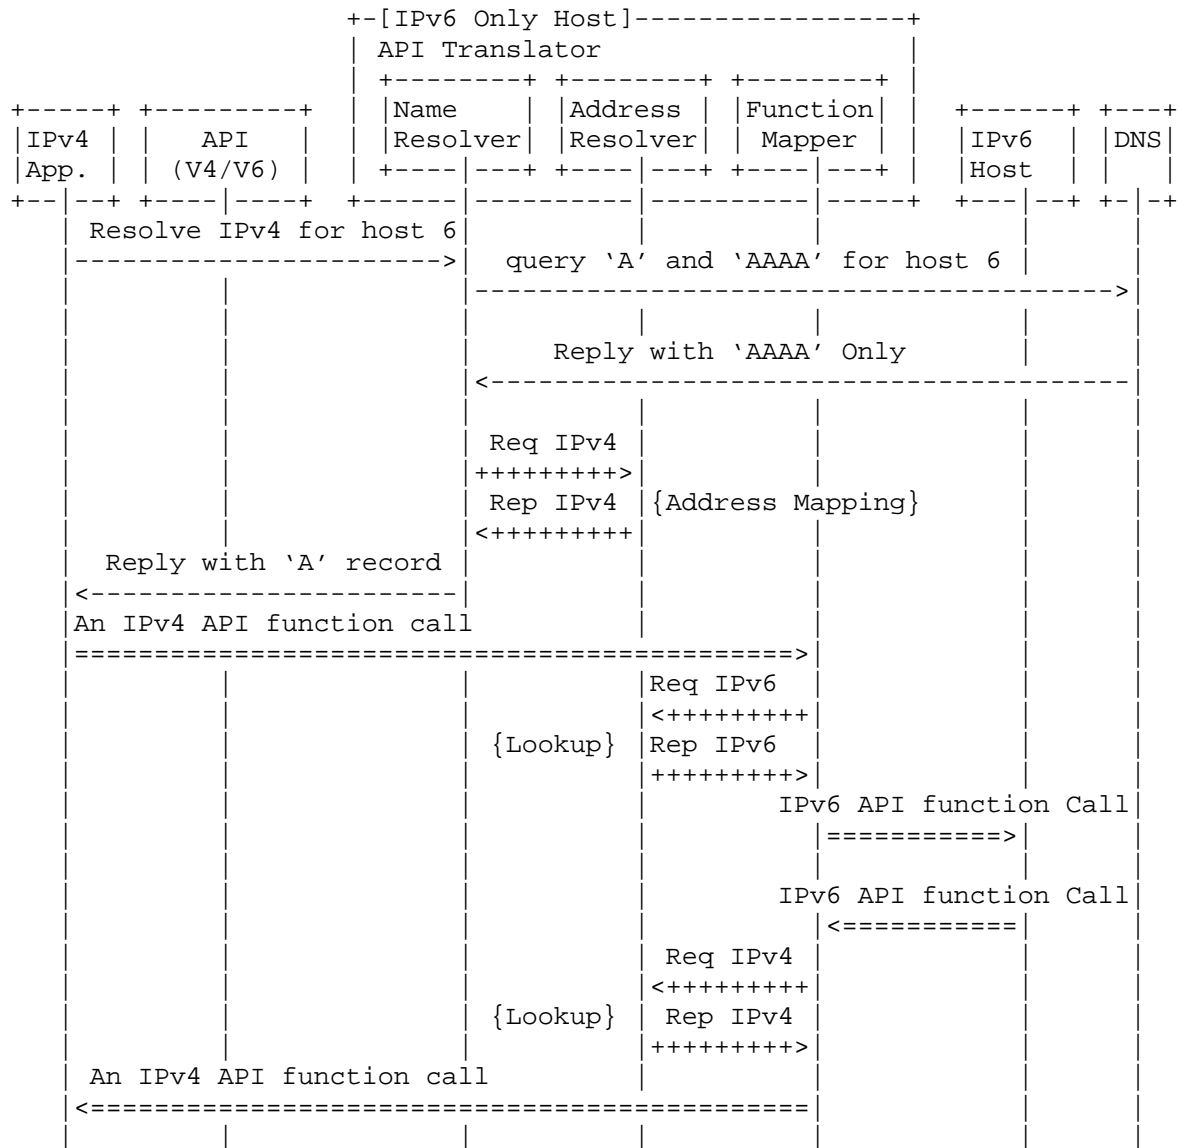 +-[IPv6 Only Host]-----------------+
| API Translator |
| +--------+ +--------+ +--------+ |
+-----+ +---------+ | |Name | |Address | |Function| | +------+ +---+
|IPv4 | | API | | |Resolver| |Resolver| | Mapper | | |IPv6 | |DNS|
|App. | | (V4/V6) | | +----|---+ +----|---+ +----|---+ | |Host | | | |
+--|--+ +----|----+ +------|----------|----------|-----+ +---|--+ +-|-+
| Resolve IPv4 for host 6| | | | |
|----------------------->| query ‘A’ and ‘AAAA’ for host 6 | |
| | |---------------------------------------->|
| | | | | | |
| | | Reply with ‘AAAA’ Only | |
| | |<----------------------------------------|
| | | | | | |
| | | Req IPv4 | | | |
| | |+++++++++>| | | |
| | | Rep IPv4 |{Address Mapping} | |
| | |<+++++++++| | | |
| Reply with ‘A’ record | | | | |
|<-----------------------| | | | |
|An IPv4 API function call | | | |
|=============================================>| | |
| | | |Req IPv6 | | |
| | | |<+++++++++| | |
| | | {Lookup} |Rep IPv6 | | |
| | | |+++++++++>| | |
| | | | IPv6 API function Call|
| | | | |===========>| |
| | | | | | |
| | | | IPv6 API function Call|
| | | | |<===========| |
| | | | Req IPv4 | | |
| | | |<+++++++++| | |
| | | {Lookup} | Rep IPv4 | | |
| | | |+++++++++>| | |
| An IPv4 API function call | | | |
|<=============================================| | |
| | | | | | |